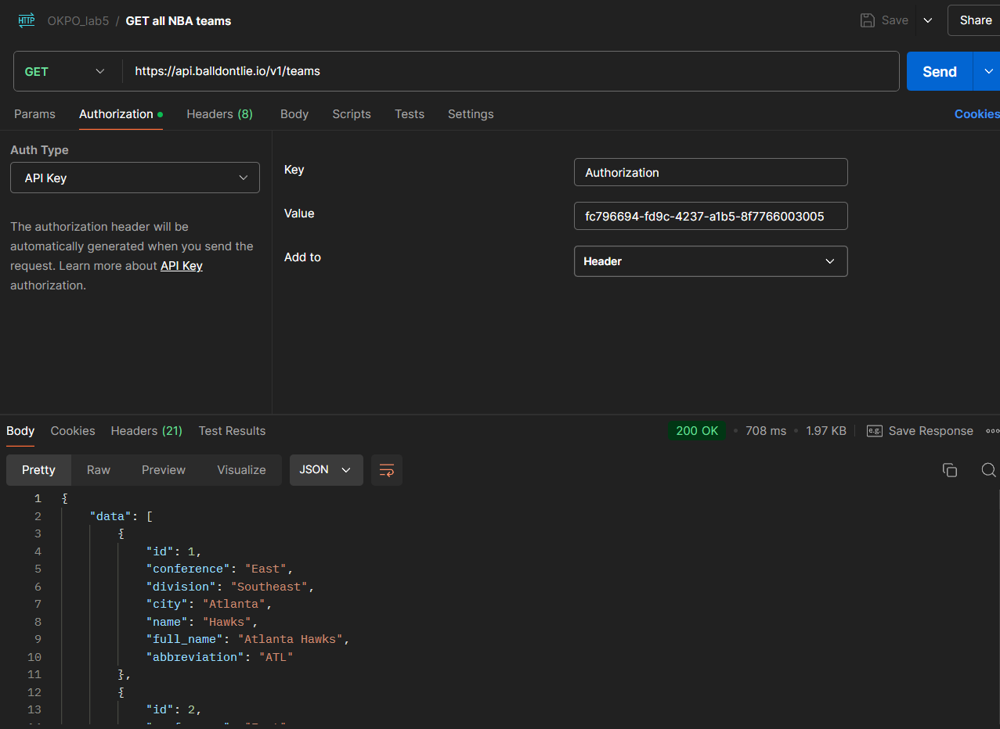 HTTP OKPO_lab5 / GET all NBA teams Save Share
GET https://api.balldontlie.io/v1/teams Send
Params Authorization Headers (8) Body Scripts Tests Settings Cookies
Auth Type
API Key
The authorization header will be
automatically generated when you send the
request. Learn more about API Key
authorization.
Key Authorization
Value fc796694-fd9c-4237-a1b5-8f7766003005
Add to Header
Body Cookies Headers (21) Test Results 200 OK • 708 ms • 1.97 KB e.g. Save Response
Pretty Raw Preview Visualize JSON
1 {
2 "data": [
3 {
4 "id": 1,
5 "conference": "East",
6 "division": "Southeast",
7 "city": "Atlanta",
8 "name": "Hawks",
9 "full_name": "Atlanta Hawks",
10 "abbreviation": "ATL"
11 },
12 {
13 "id": 2,